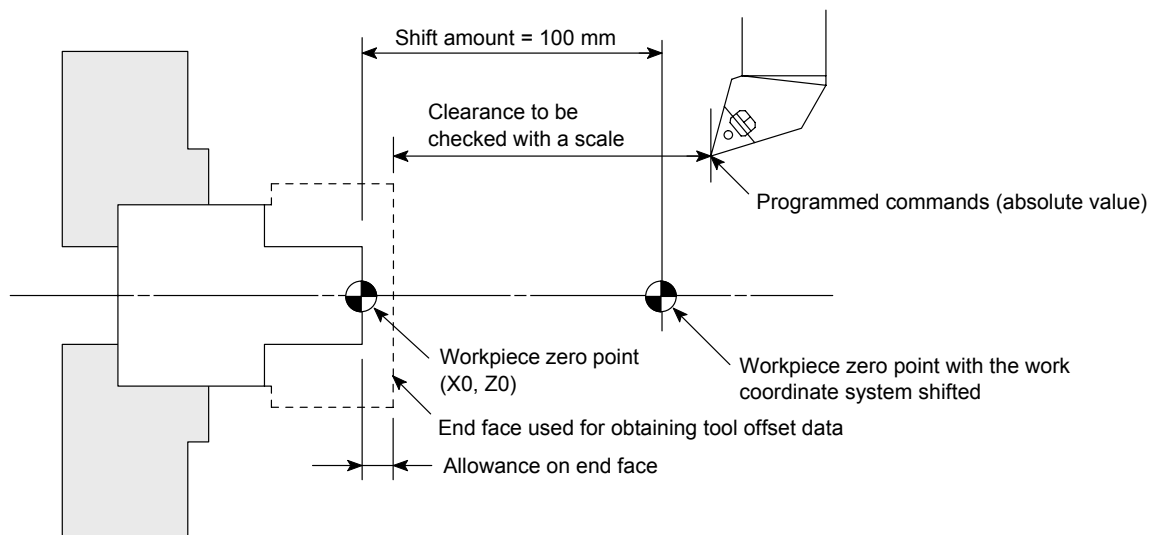 Shift amount = 100 mm
Clearance to be
checked with a scale
Programmed commands (absolute value)
Workpiece zero point
(X0, Z0)
Workpiece zero point with the work
coordinate system shifted
End face used for obtaining tool offset data
Allowance on end face